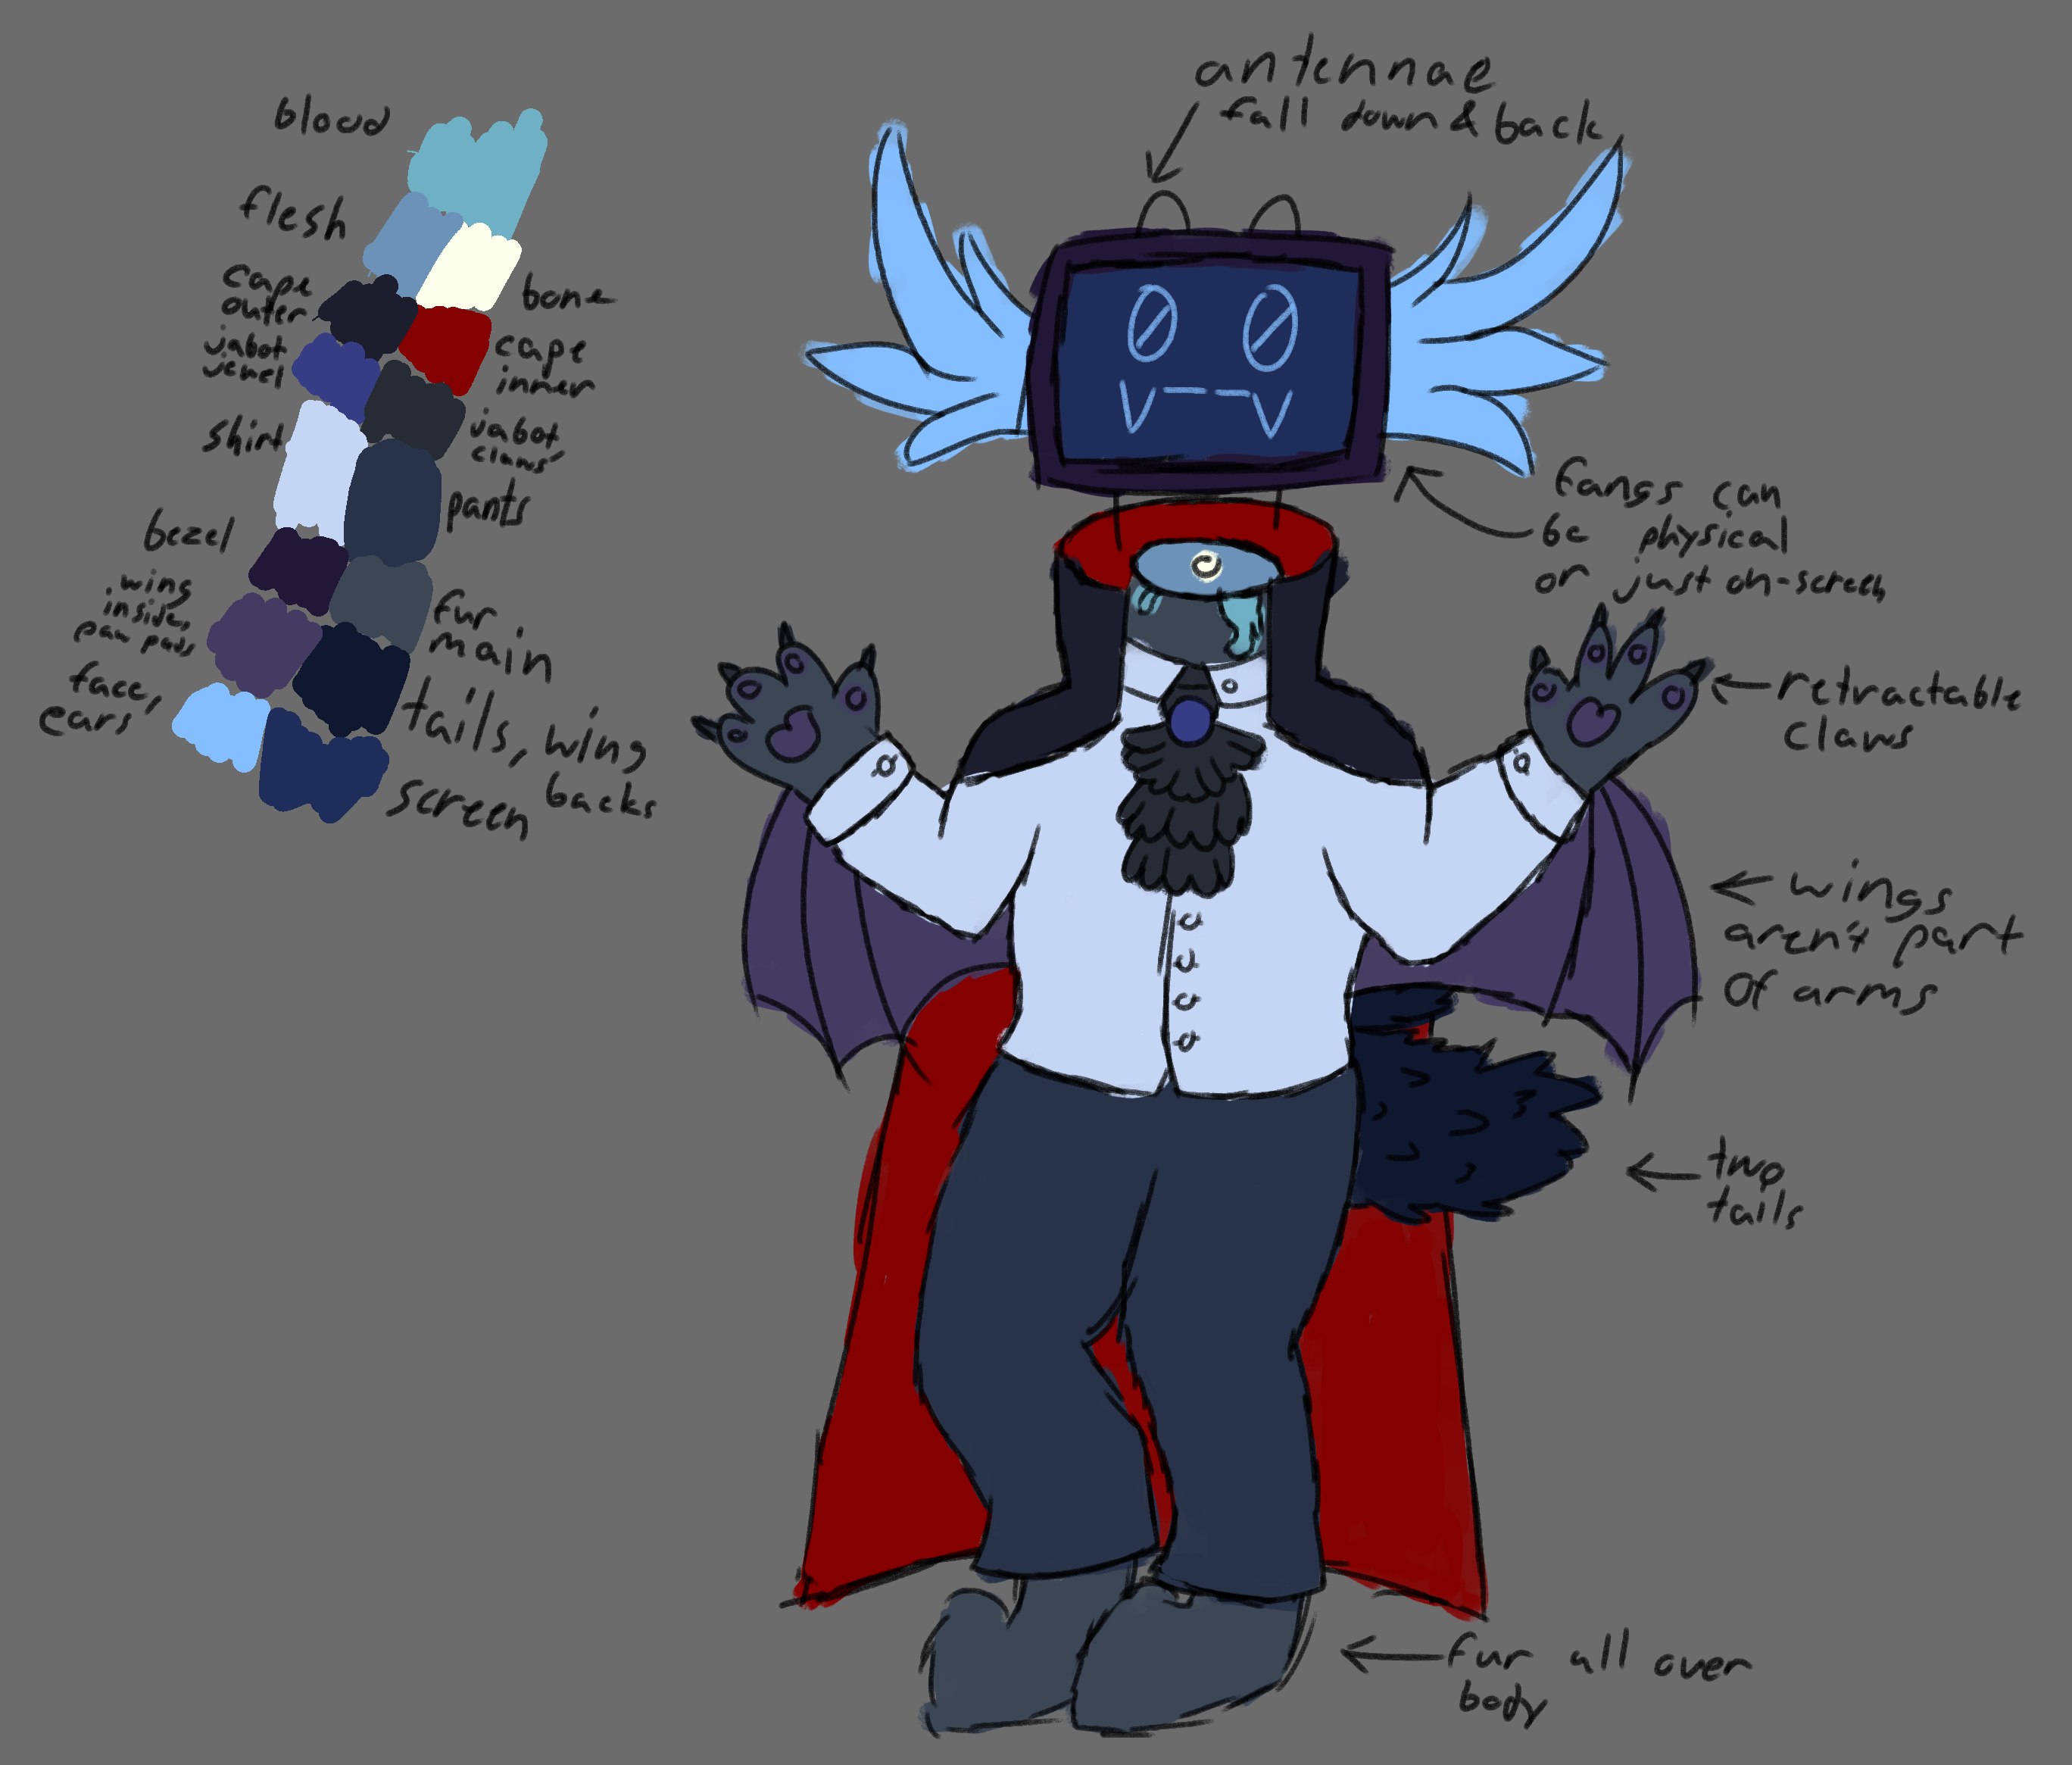 blood
flesh
cape
outer
bone
jabot
jewel
cape
inner
shirt
jabot
claws
pants
bezel
wing
inside,
paw pads
fur
main
face,
ears
tails, wing
backs
screen
antennae
fall down & back
0 0
v--v
fangs can
be physical
or just on-screen
retractable
claws
wings
aren't part
of arms
two
tails
fur all over
body